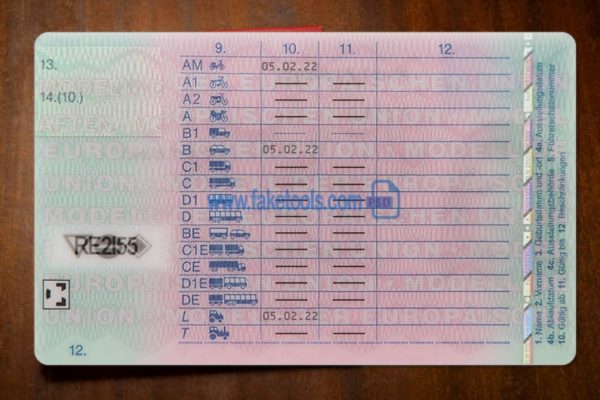 9. 10. 11. 12.
13.
14.(10.)
AM 05.02.22
A1
A2
A
B1
B 05.02.22
C1
C
D1
www.faketools.com PSD
D
BE
C1E
CE
D1E
DE
L 05.02.22
T
RE2I55
12.
1. Name 2. Vorname 3. Geburtsdatum und -ort 4a. Ausstellungsdatum
4b. Ablaufdatum 4c. Ausstellungsbehörde 5. Führerscheinnummer
10. Gültig ab 11. Gültig bis 12. Beschränkungen